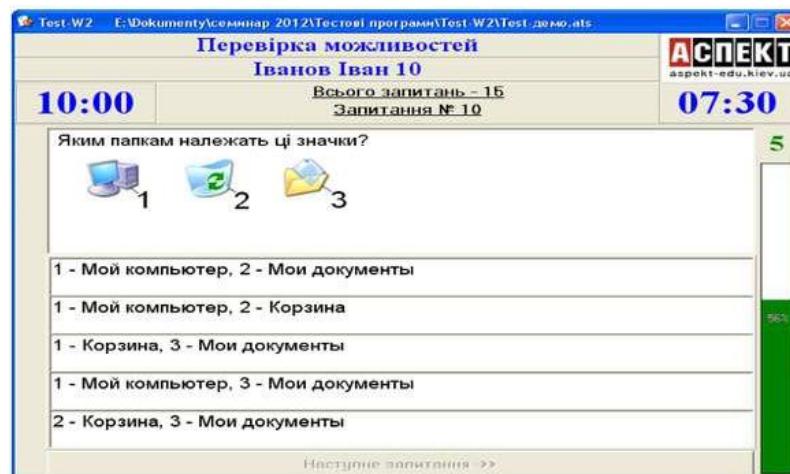 Test-W2 E:\Dokumenty\семинар 2012\Тестові програми\Test-W2\Test-демо.ats
Перевірка можливостей
Іванов Іван 10
АСПЕКТ
aspekt-edu.kiev.ua
10:00
Всього запитань - 15
Запитання № 10
07:30
Яким папкам належать ці значки?
5
1
2
3
1 - Мой компьютер, 2 - Мои документы
1 - Мой компьютер, 2 - Корзина
1 - Корзина, 3 - Мои документы
1 - Мой компьютер, 3 - Мои документы
2 - Корзина, 3 - Мои документы
56%
Наступне запитання >>